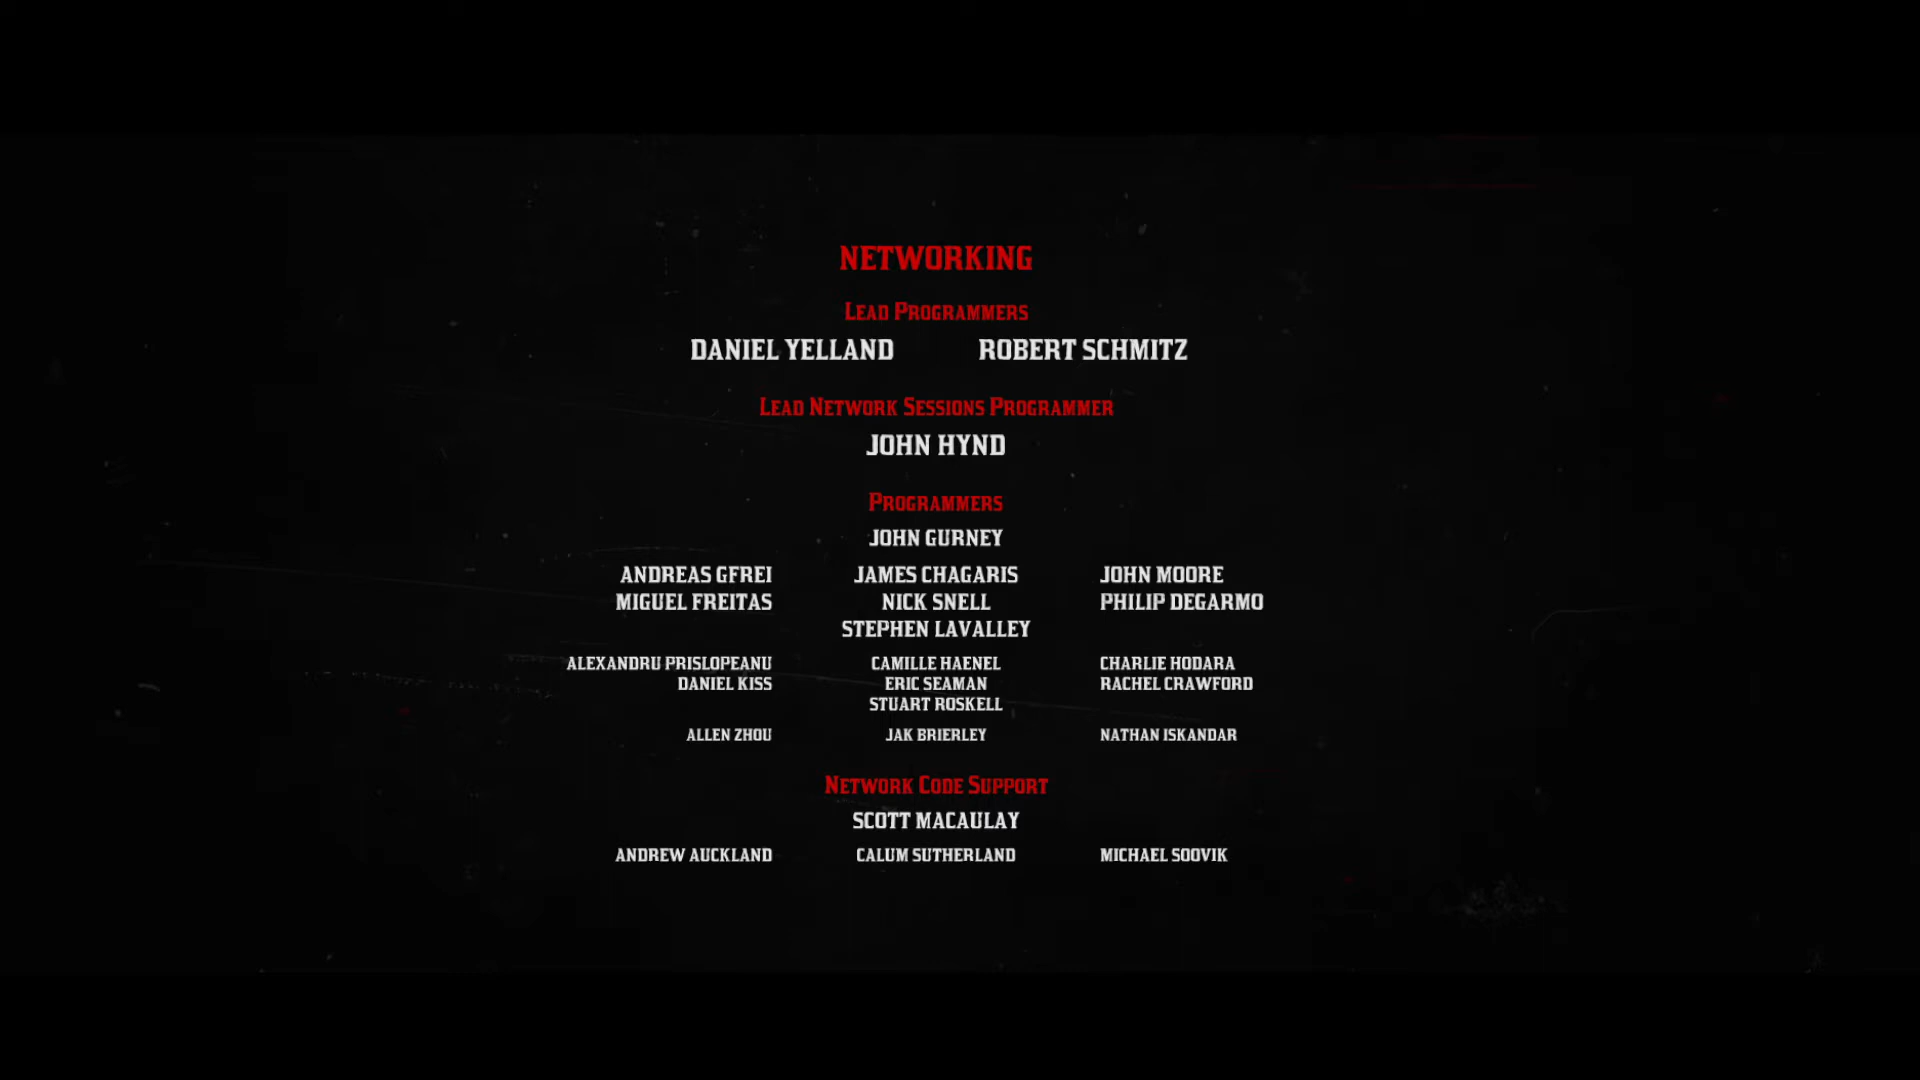 NETWORKING
LEAD PROGRAMMERS
DANIEL YELLAND ROBERT SCHMITZ
LEAD NETWORK SESSIONS PROGRAMMER
JOHN HYND
PROGRAMMERS
JOHN GURNEY
ANDREAS GFREI JAMES CHAGARIS JOHN MOORE
MIGUEL FREITAS NICK SNELL PHILIP DEGARMO
STEPHEN LAVALLEY
ALEXANDRU PRISLOPEANU CAMILLE HAENEL CHARLIE HODARA
DANIEL KISS ERIC SEAMAN RACHEL CRAWFORD
STUART ROSKELL
ALLEN ZHOU JAK BRIERLEY NATHAN ISKANDAR
NETWORK CODE SUPPORT
SCOTT MACAULAY
ANDREW AUCKLAND CALUM SUTHERLAND MICHAEL SOOVIK